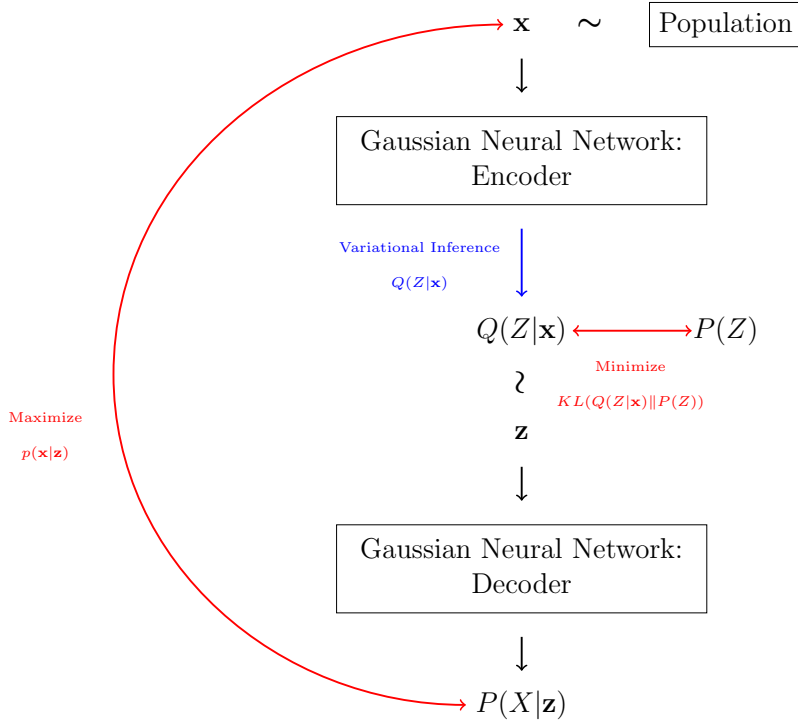 x ∼ Population
Gaussian Neural Network:
Encoder
Variational Inference
Q(Z|x)
Q(Z|x) P(Z)
Minimize
KL(Q(Z|x)‖P(Z))
∼
z
Maximize
p(x|z)
Gaussian Neural Network:
Decoder
P(X|z)